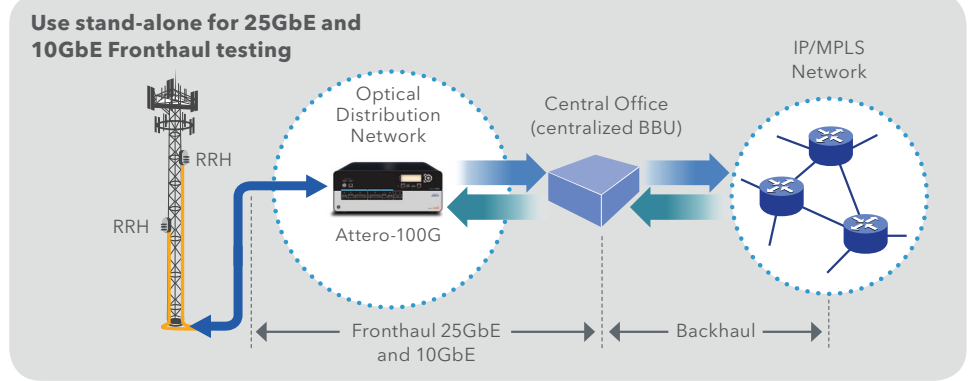 Use stand-alone for 25GbE and
10GbE Fronthaul testing
IP/MPLS
Network
Optical
Distribution
Network
Central Office
(centralized BBU)
RRH
RRH
Attero-100G
Fronthaul 25GbE
and 10GbE
Backhaul